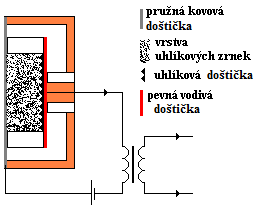 pružná kovová
doštička
vrstva
uhlíkových zrnek
uhlíková doštička
pevná vodivá
doštička